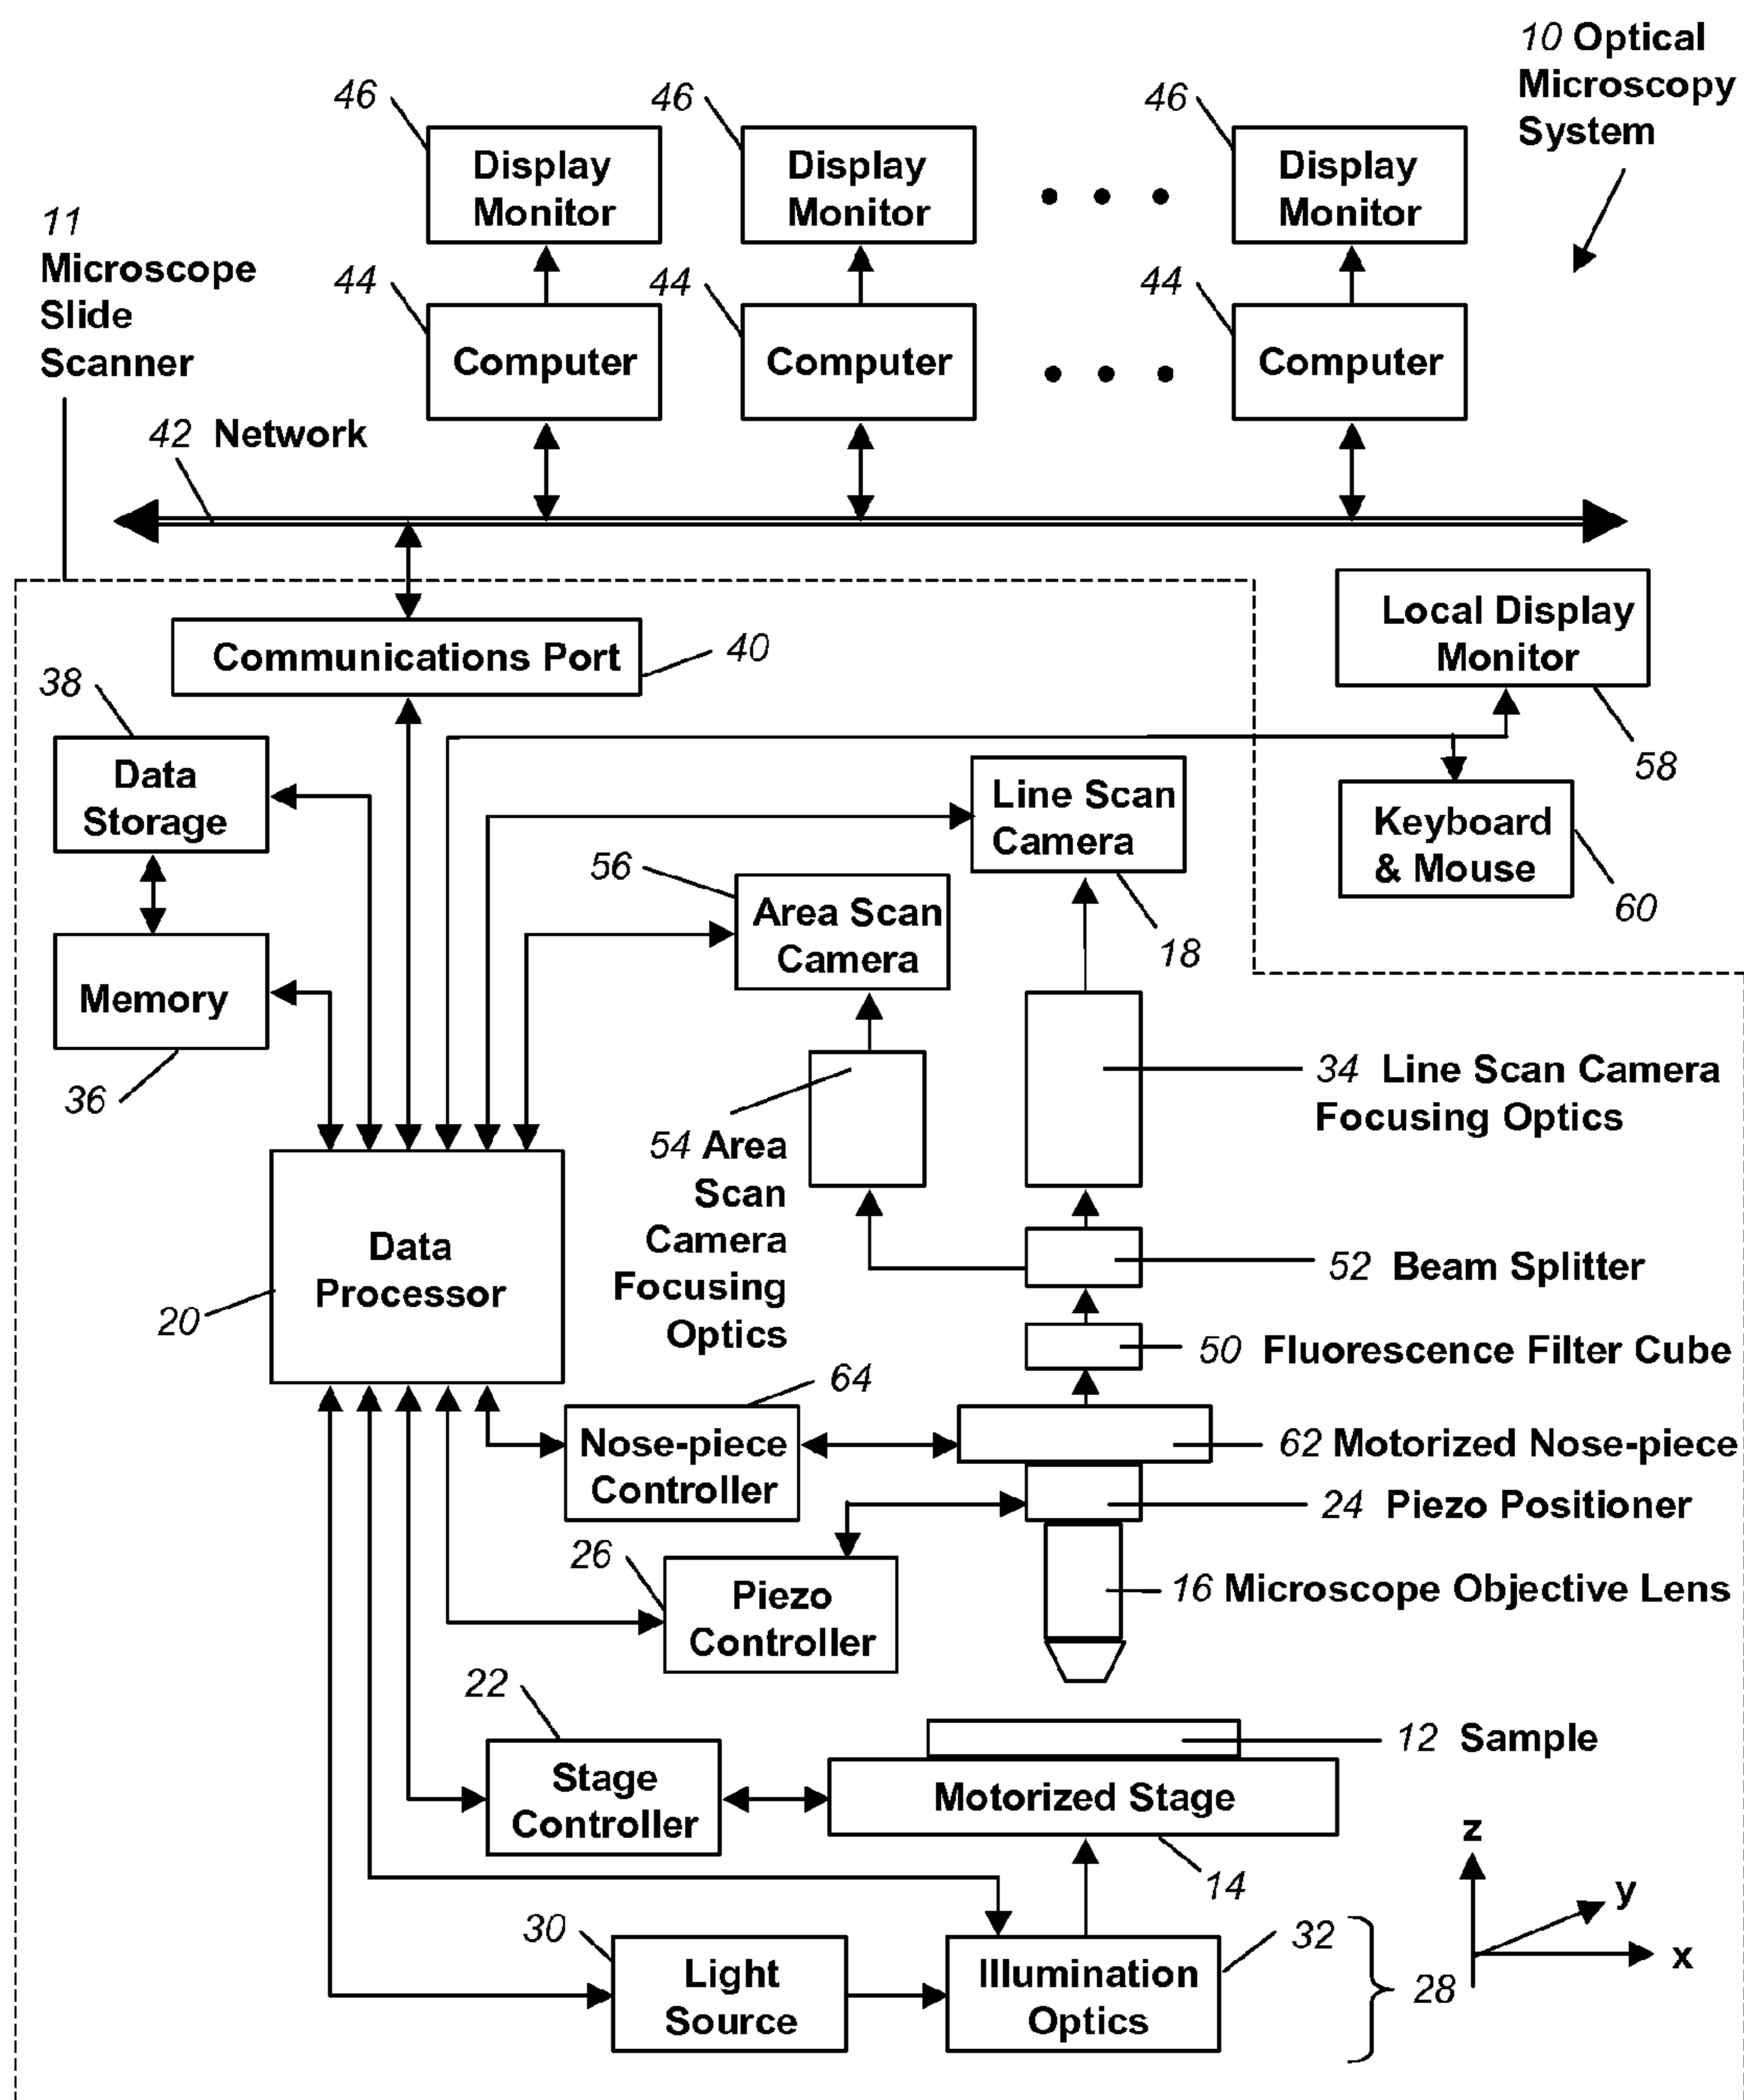 10 Optical
Microscopy
System
46
46
46
Display
Monitor
Display
Monitor
Display
Monitor
11
Microscope
Slide
Scanner
44
44
44
Computer
Computer
Computer
42 Network
Communications Port
40
Local Display
Monitor
58
38
Data
Storage
Line Scan
Camera
18
Keyboard
& Mouse
60
56
Area Scan
Camera
Memory
36
34 Line Scan Camera
Focusing Optics
54 Area
Scan
Camera
Focusing
Optics
Data
Processor
20
52 Beam Splitter
50 Fluorescence Filter Cube
64
Nose-piece
Controller
62 Motorized Nose-piece
24 Piezo Positioner
26
Piezo
Controller
16 Microscope Objective Lens
22
Stage
Controller
12 Sample
Motorized Stage
14
z
y
x
30
Light
Source
Illumination
Optics
32
28